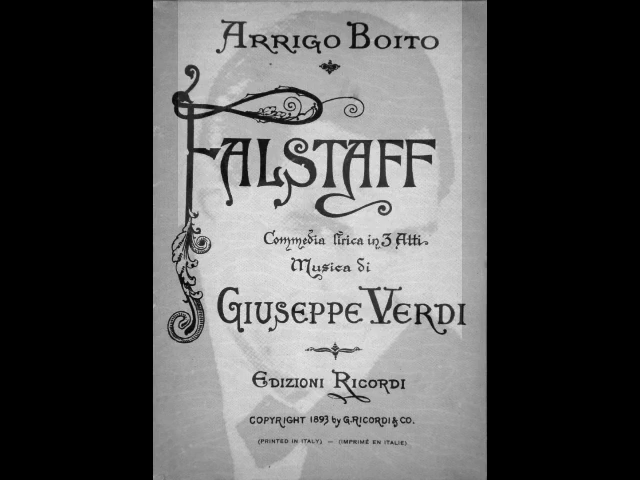 ARRIGO BOITO
FALSTAFF
Commedia lirica in 3 Atti.
Musica di
GIUSEPPE VERDI
EDIZIONI RICORDI
COPYRIGHT 1893 by G. RICORDI & CO.
(PRINTED IN ITALY) — (IMPRIMÉ EN ITALIE)